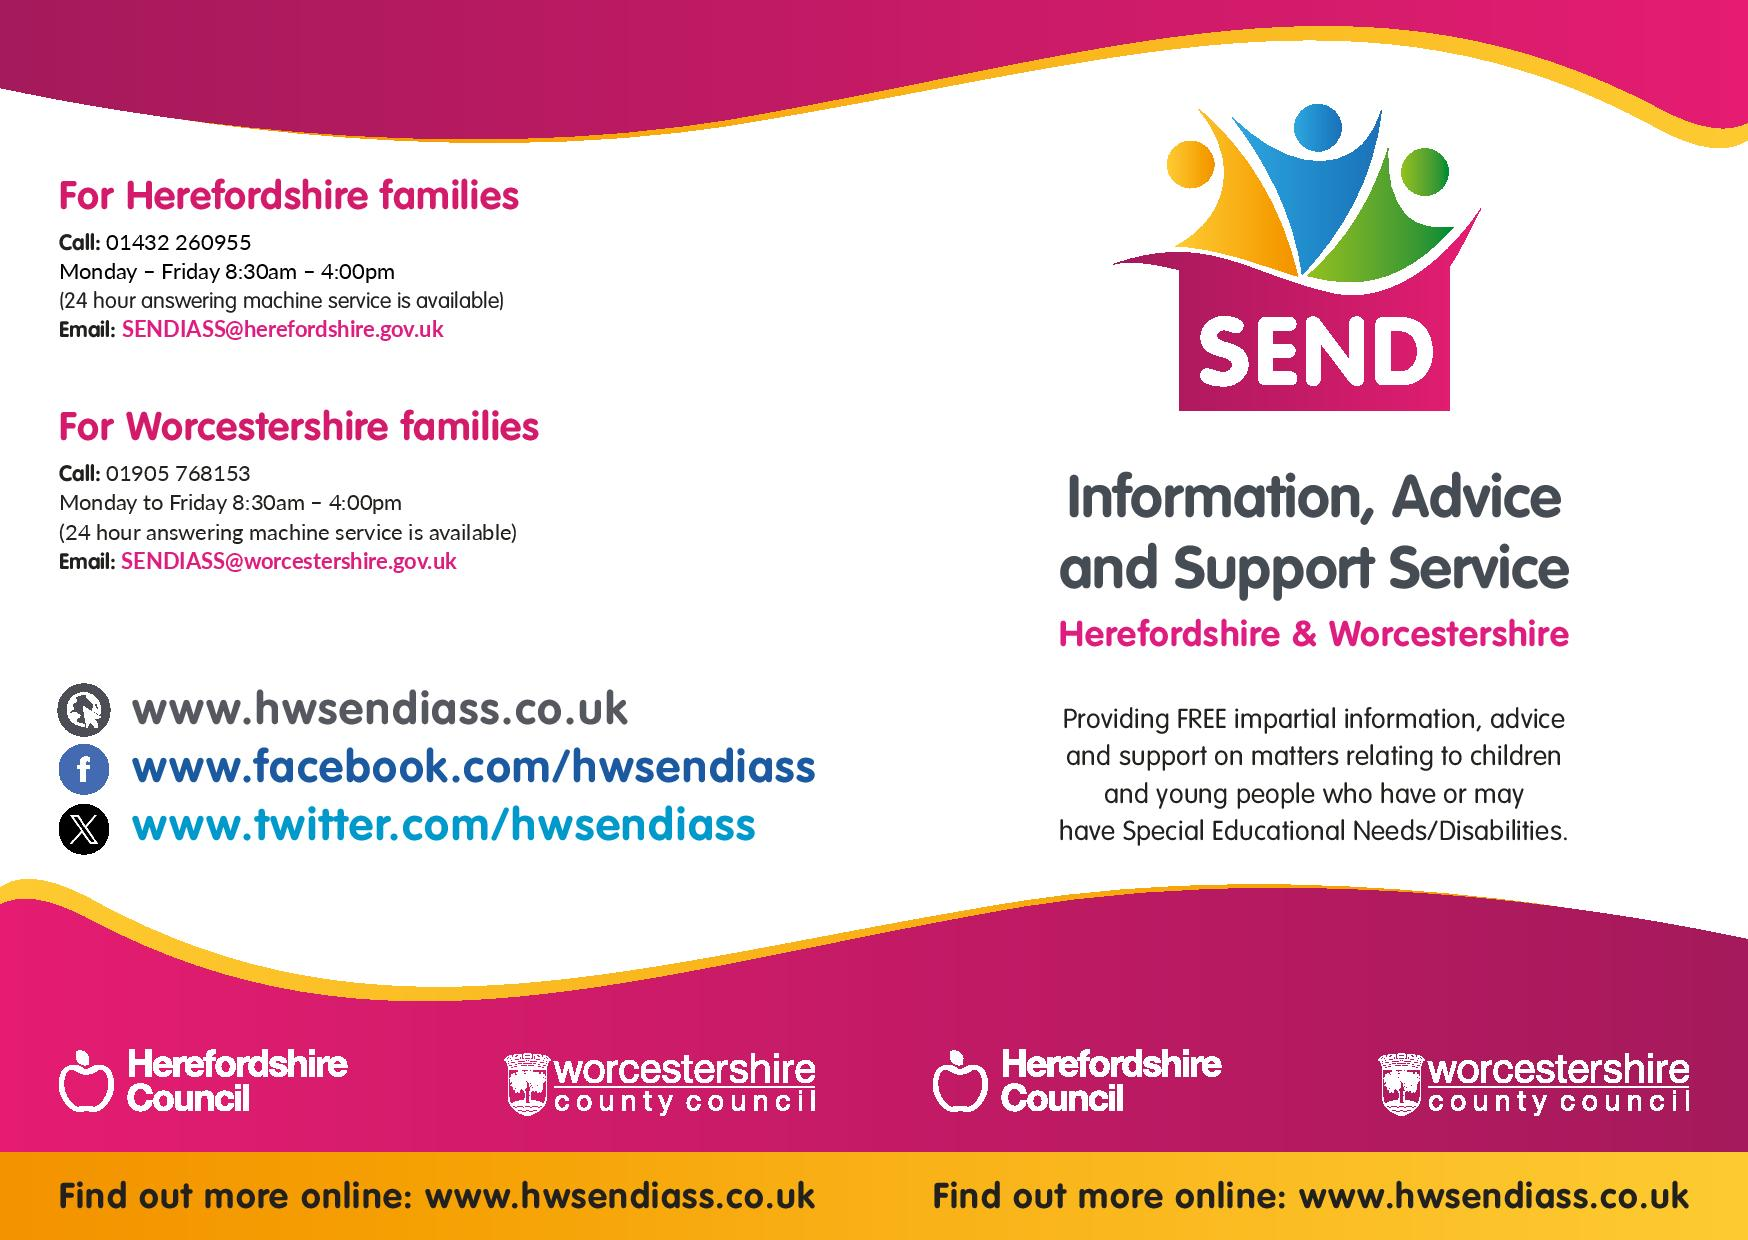 For Herefordshire families
Call: 01432 260955
Monday – Friday 8:30am – 4:00pm
(24 hour answering machine service is available)
Email: SENDIASS@herefordshire.gov.uk
For Worcestershire families
Call: 01905 768153
Monday to Friday 8:30am – 4:00pm
(24 hour answering machine service is available)
Email: SENDIASS@worcestershire.gov.uk
www.hwsendiass.co.uk
f
www.facebook.com/hwsendiass
X
www.twitter.com/hwsendiass
Herefordshire
Council
worcestershire
county council
Find out more online: www.hwsendiass.co.uk
SEND
Information, Advice
and Support Service
Herefordshire & Worcestershire
Providing FREE impartial information, advice
and support on matters relating to children
and young people who have or may
have Special Educational Needs/Disabilities.
Herefordshire
Council
worcestershire
county council
Find out more online: www.hwsendiass.co.uk